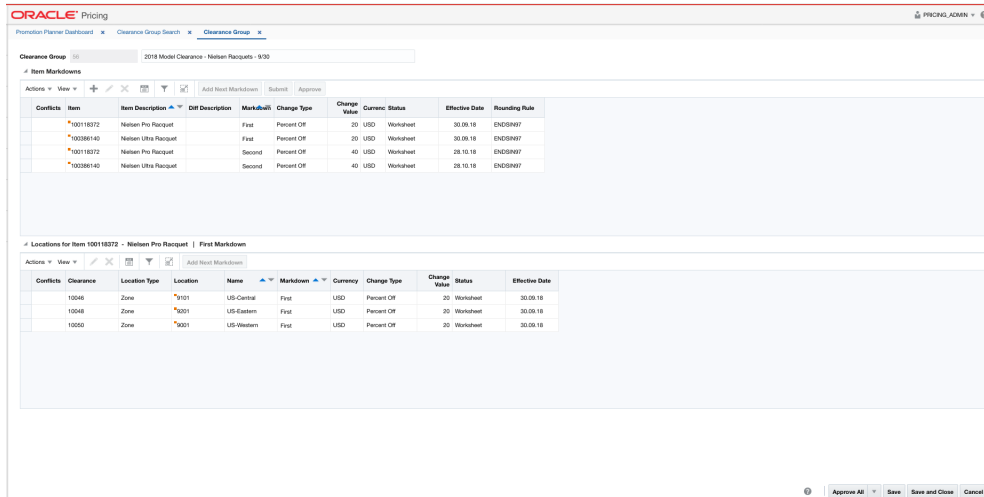 ORACLE Pricing PRICING_ADMIN
Promotion Planner Dashboard Clearance Group Search Clearance Group
Clearance Group 2018 Model Clearance - Nielsen Racquets - 9/30
Item Markdowns
Actions View Add Next Markdown Submit Approve
Conflicts Item Item Description Diff Description Markdown Change Type Change Value Currenc Status Effective Date Rounding Rule
100118372 Nielsen Pro Racquet First Percent Off 20 USD Worksheet 30.09.18 ENDSIN97
100386140 Nielsen Ultra Racquet First Percent Off 20 USD Worksheet 30.09.18 ENDSIN97
100118372 Nielsen Pro Racquet Second Percent Off 40 USD Worksheet 28.10.18 ENDSIN97
100386140 Nielsen Ultra Racquet Second Percent Off 40 USD Worksheet 28.10.18 ENDSIN97
Locations for Item 100118372 - Nielsen Pro Racquet | First Markdown
Actions View Add Next Markdown
Conflicts Clearance Location Type Location Name Markdown Currency Change Type Change Value Status Effective Date
10046 Zone 9101 US-Central First USD Percent Off 20 Worksheet 30.09.18
10048 Zone 9201 US-Eastern First USD Percent Off 20 Worksheet 30.09.18
10050 Zone 9001 US-Western First USD Percent Off 20 Worksheet 30.09.18
Approve All Save Save and Close Cancel